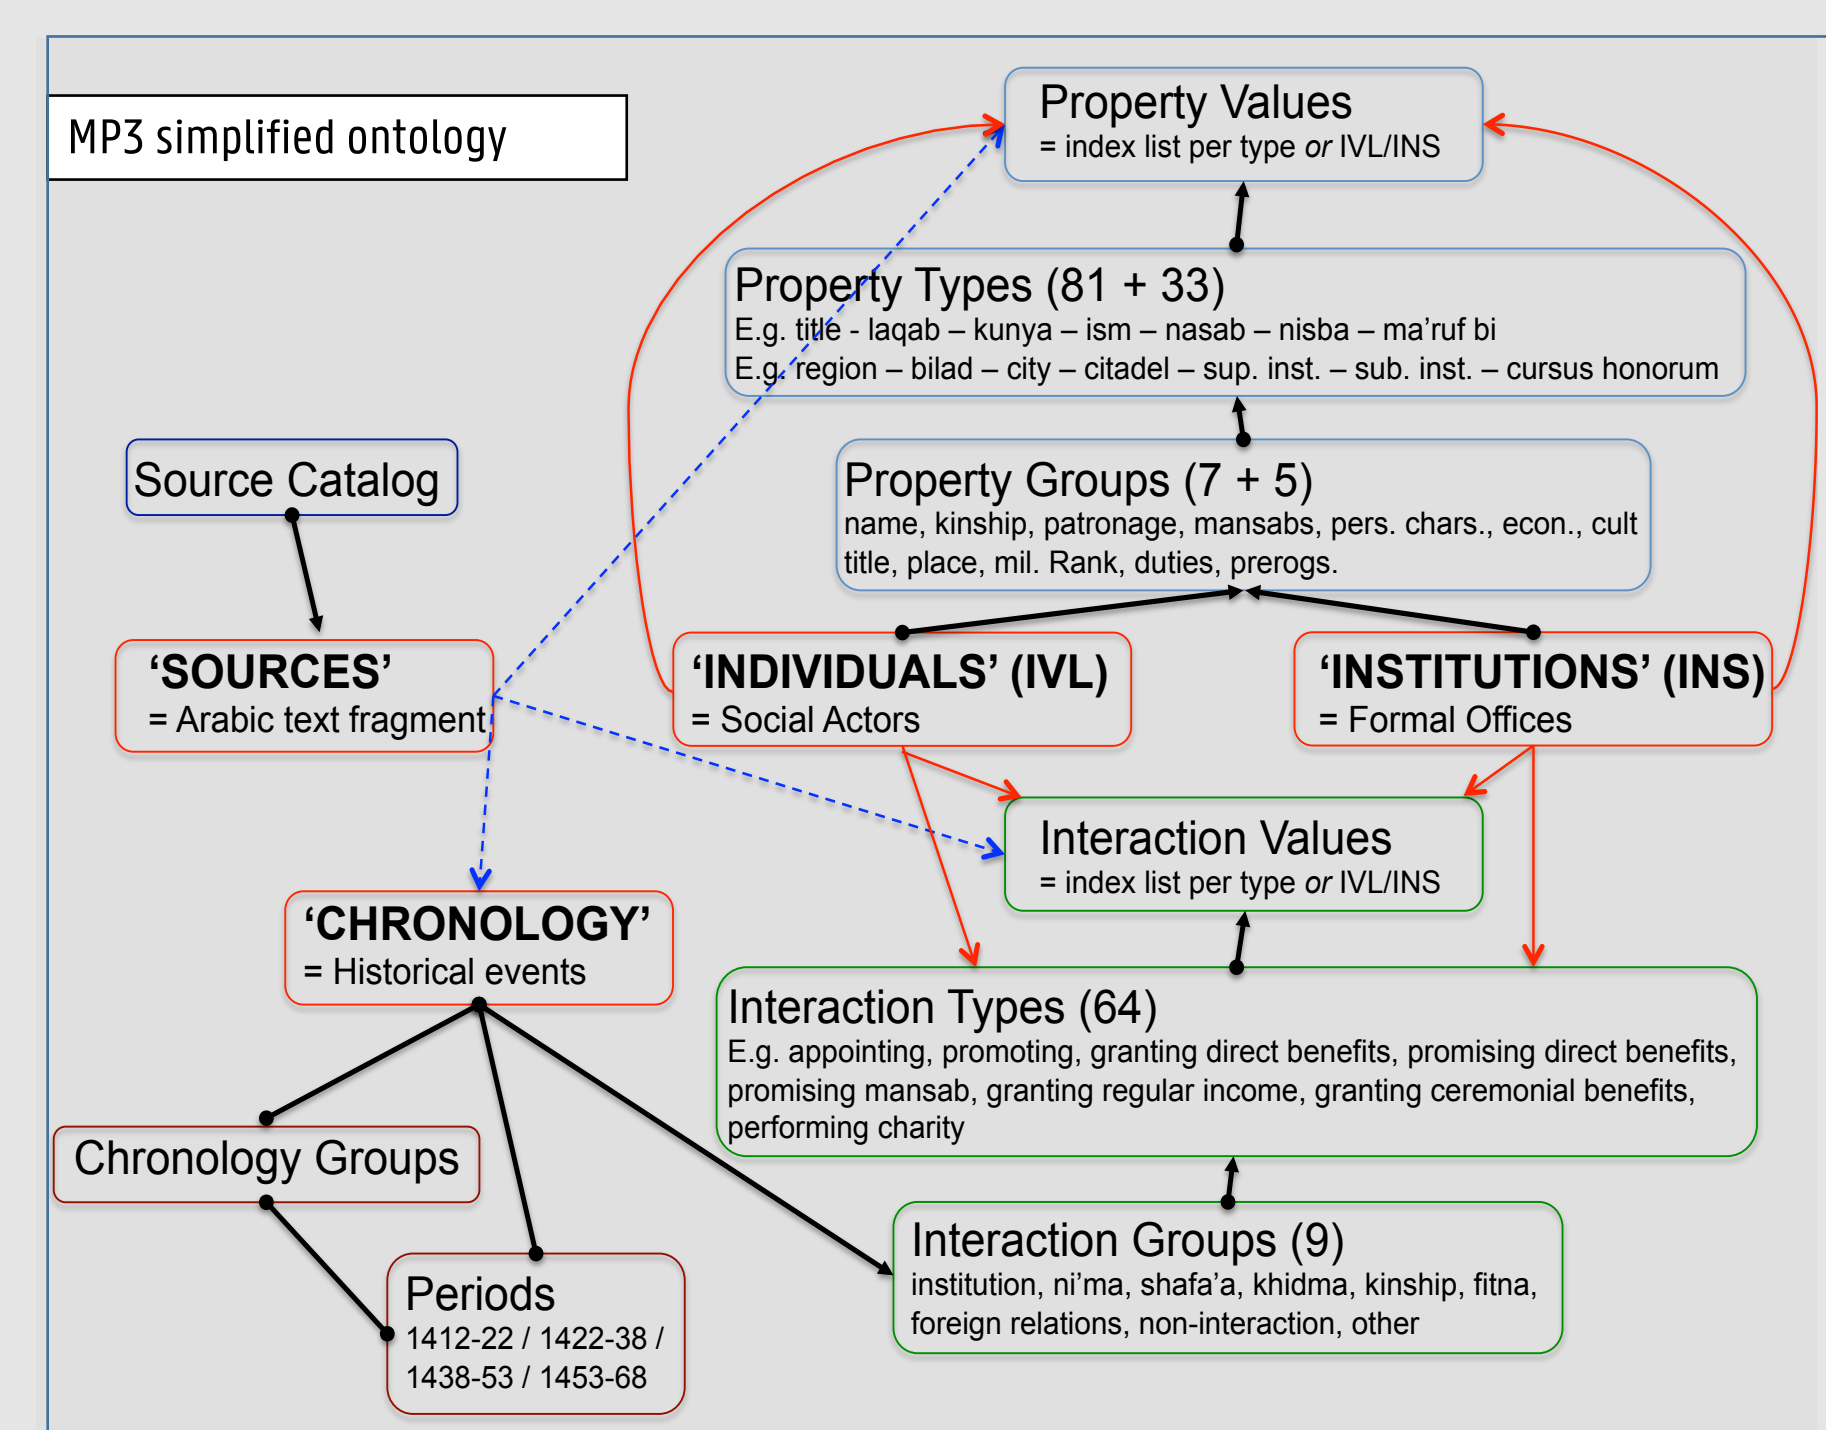 MP3 simplified ontology
Property Values
= index list per type or IVL/INS
Property Types (81 + 33)
E.g. title - laqab – kunya – ism – nasab – nisba – ma’ruf bi
E.g. region – bilad – city – citadel – sup. inst. – sub. inst. – cursus honorum
Source Catalog
Property Groups (7 + 5)
name, kinship, patronage, mansabs, pers. chars., econ., cult
title, place, mil. Rank, duties, prerogs.
‘SOURCES’
= Arabic text fragment
‘INDIVIDUALS’ (IVL)
= Social Actors
‘INSTITUTIONS’ (INS)
= Formal Offices
Interaction Values
= index list per type or IVL/INS
‘CHRONOLOGY’
= Historical events
Interaction Types (64)
E.g. appointing, promoting, granting direct benefits, promising direct benefits,
promising mansab, granting regular income, granting ceremonial benefits,
performing charity
Chronology Groups
Interaction Groups (9)
institution, ni’ma, shafa’a, khidma, kinship, fitna,
foreign relations, non-interaction, other
Periods
1412-22 / 1422-38 /
1438-53 / 1453-68